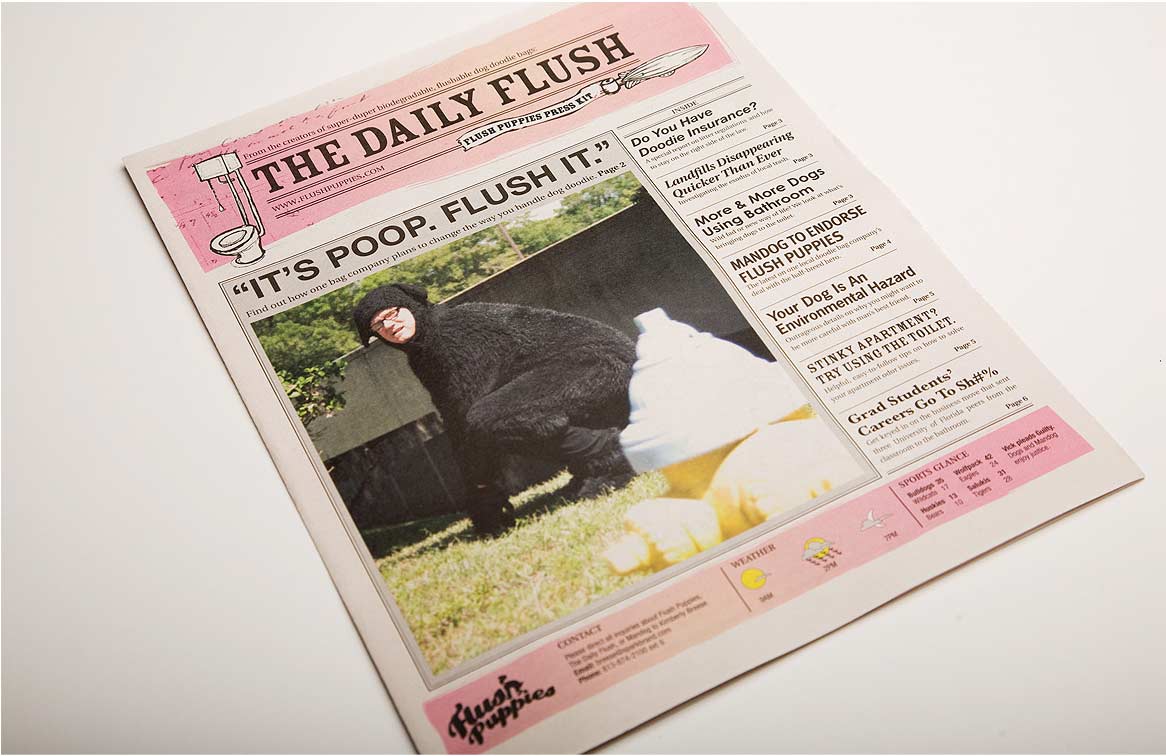 From the creators of super-duper biodegradable, flushable dog doodie bags:
THE DAILY FLUSH
WWW.FLUSHPUPPIES.COM
FLUSH PUPPIES PRESS KIT
“IT’S POOP. FLUSH IT.”
Find out how one bag company plans to change the way you handle dog doodie. Page 2
INSIDE
Do You Have
Doodie Insurance?
A special report on litter regulations and how
to stay on the right side of the law.
Page 3
Landfills Disappearing
Quicker Than Ever
Investigating the exodus of local trash.
Page 3
More & More Dogs
Using Bathroom
Wild fad or new way of life? We look at what's
bringing dogs to the toilet.
Page 3
MANDOG TO ENDORSE
FLUSH PUPPIES
The latest on one local doodie bag company's
deal with the half-breed hero.
Page 4
Your Dog Is An
Environmental Hazard
Outrageous details on why you might want to
be more careful with man's best friend.
Page 5
STINKY APARTMENT?
TRY USING THE TOILET.
Helpful, easy-to-follow tips on how to solve
your apartment odor issues.
Page 5
Grad Students’
Careers Go To Sh#%
Get keyed in on the business move that sent
three University of Florida peers from the
classroom to the bathroom.
Page 6
Flush
Puppies
CONTACT
Please direct all inquiries about Flush Puppies,
The Daily Flush, or Mandog to Kimberly Breese
Email: breese@sparkbrand.com
Phone: 813-874-2100 ext 6
WEATHER
2PM
7PM
SPORTS GLANCE
Bulldogs 35
Wildcats 17
Huskies 13
Bears 10
Wolfpack 42
Eagles 24
Salukis 31
Tigers 28
Vick pleads Guilty.
Dogs and Mandog
enjoy justice.